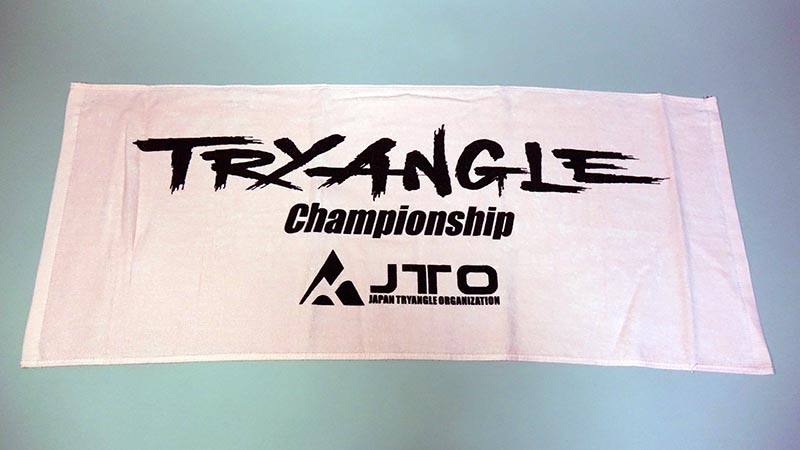 TRYANGLE
Championship
JTO
JAPAN TRYANGLE ORGANIZATION